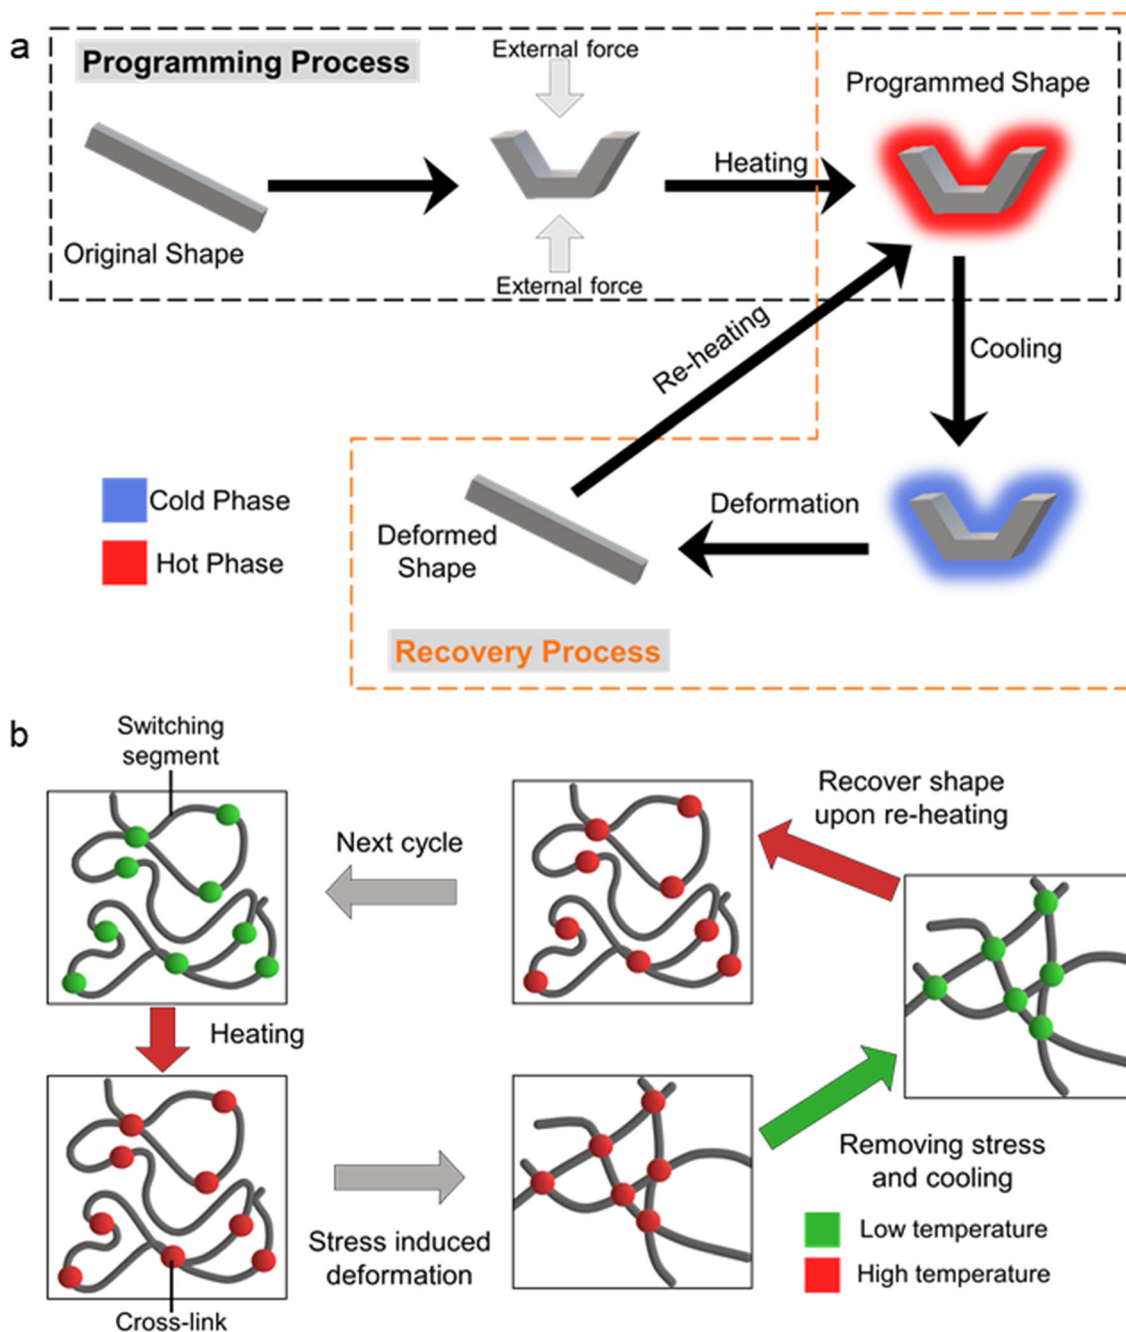 a
Programming Process
External force
Programmed Shape
Heating
Original Shape
External force
Re-heating
Cooling
Cold Phase
Hot Phase
Deformation
Deformed
Shape
Recovery Process
b
Switching
segment
Recover shape
upon re-heating
Next cycle
Heating
Stress induced
deformation
Removing stress
and cooling
Low temperature
High temperature
Cross-link